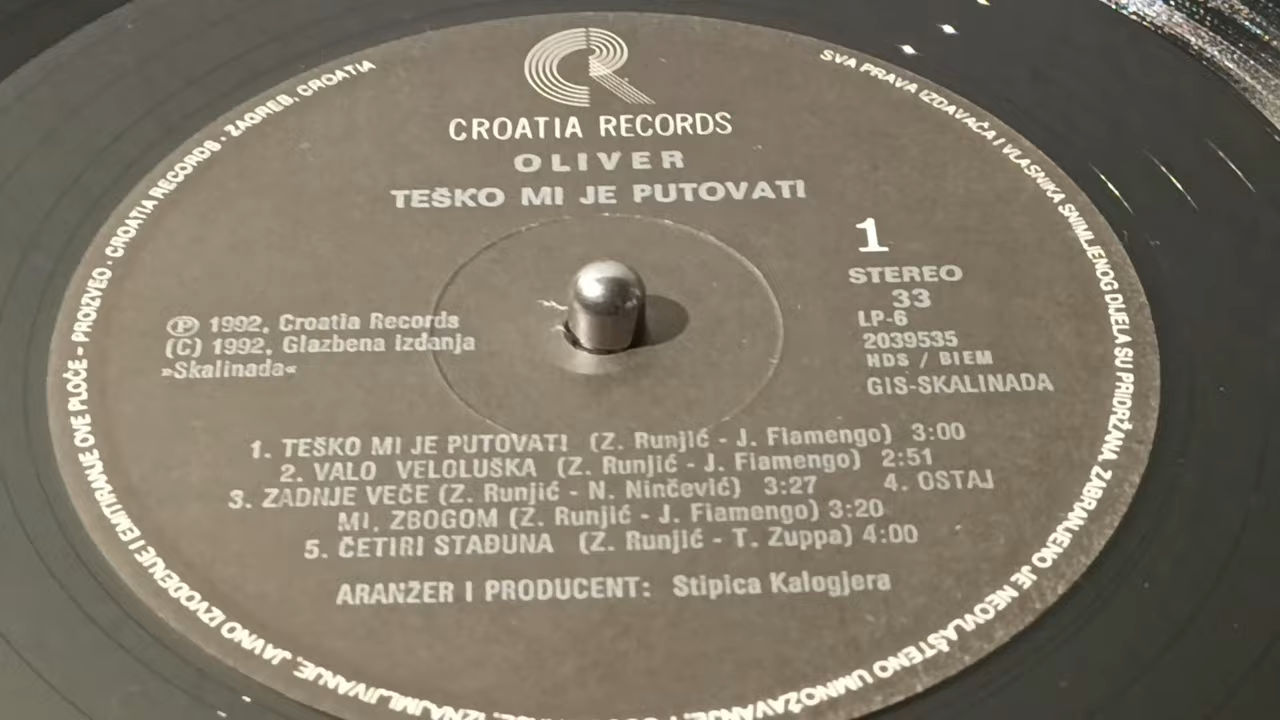 CROATIA RECORDS
OLIVER
TEŠKO MI JE PUTOVATI
1
STEREO
33
LP-6
2039535
HDS / BIEM
GIS-SKALINADA
Ⓟ 1992. Croatia Records
(C) 1992. Glazbena izdanja
»Skalinada«
1. TEŠKO MI JE PUTOVATI (Z. Runjić - J. Fiamengo) 3:00
2. VALO VELOLUŠKA (Z. Runjić - J. Fiamengo) 2:51
3. ZADNJE VEČE (Z. Runjić - N. Ninčević) 3:27 4. OSTAJ
MI, ZBOGOM (Z. Runjić - J. Fiamengo) 3:20
5. ČETIRI STAĐUNA (Z. Runjić - T. Zuppa) 4:00
ARANŽER I PRODUCENT: Stipica Kalogjera
SVA PRAVA IZDAVAČA I VLASNIKA SNIMLJENOG DIJELA SU PRIDRŽANA. ZABRANJENO JE NEOVLAŠTENO UMNOŽAVANJE, IZNAJMLJIVANJE, JAVNO IZVOĐENJE I EMITIRANJE OVE PLOČE - PROIZVEO · CROATIA RECORDS · ZAGREB, CROATIA